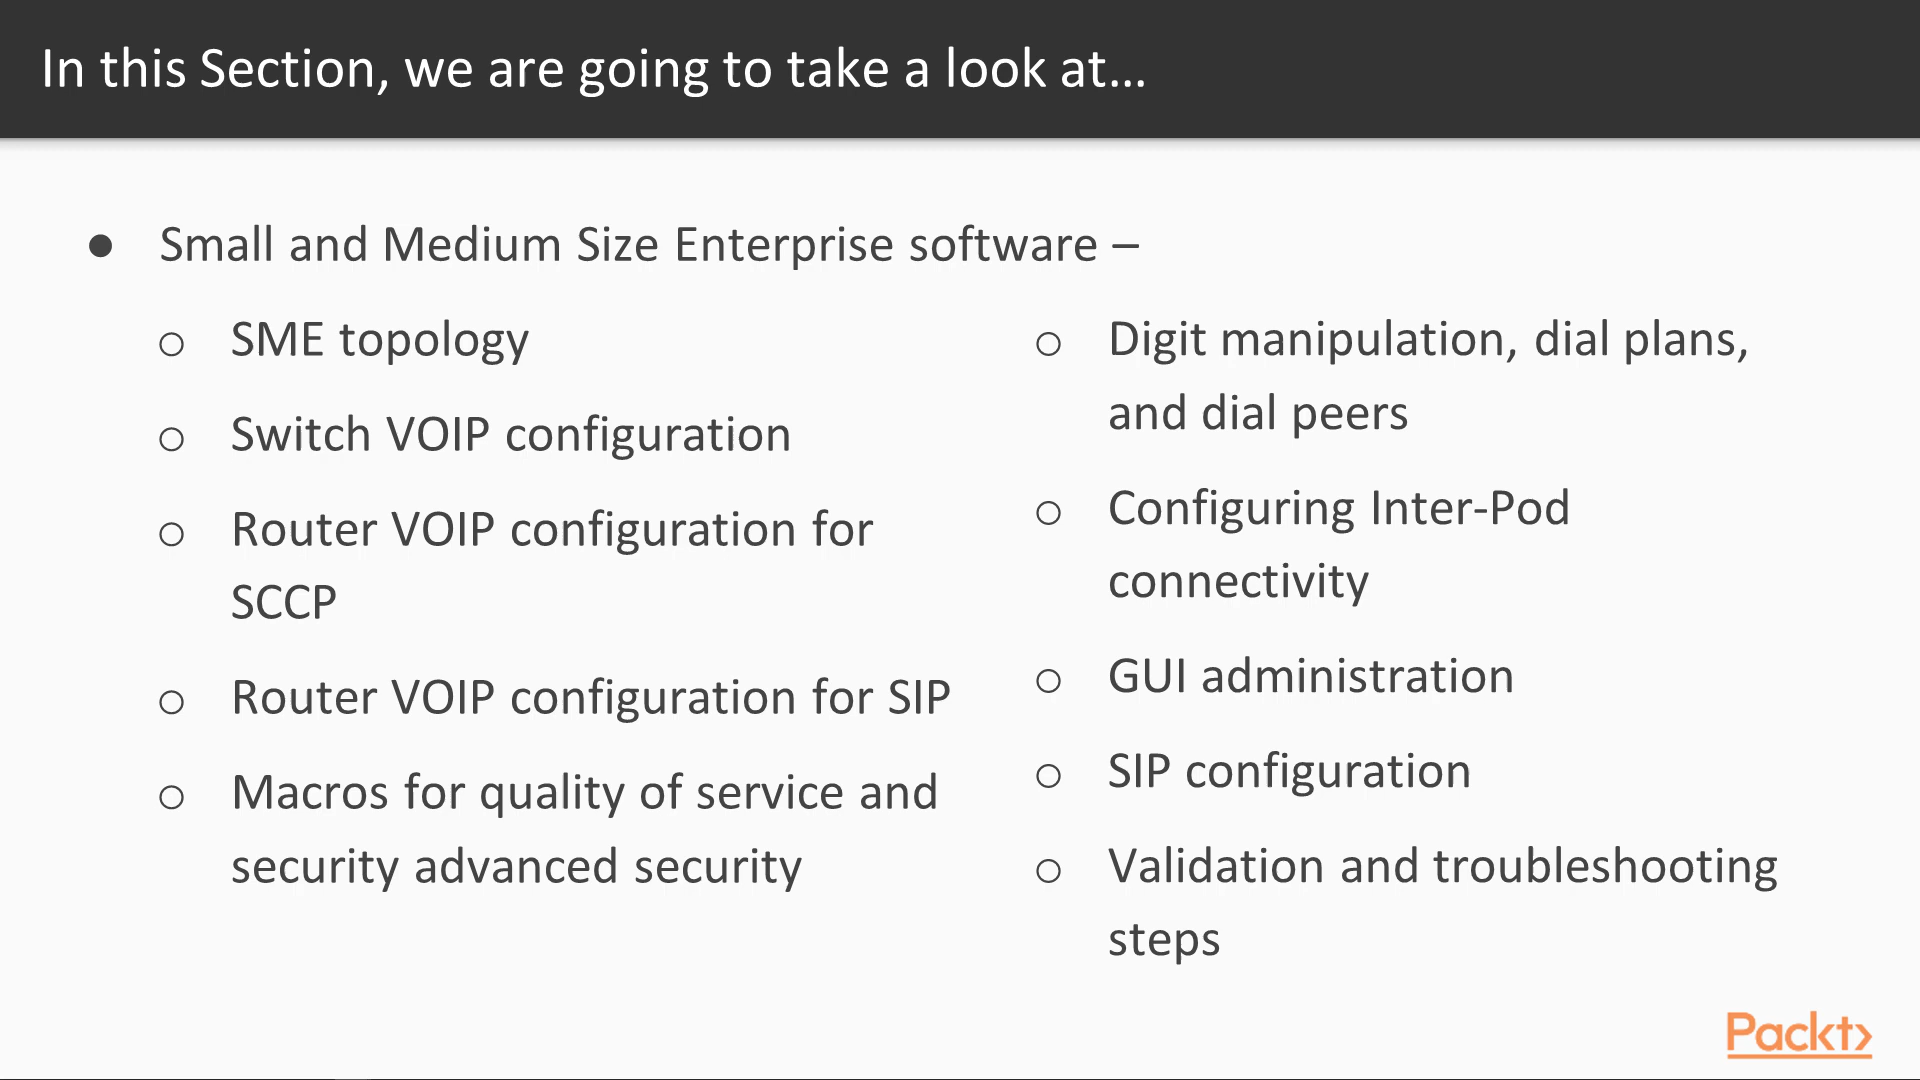 In this Section, we are going to take a look at...
● Small and Medium Size Enterprise software –
o SME topology
o Switch VOIP configuration
o Router VOIP configuration for
SCCP
o Router VOIP configuration for SIP
o Macros for quality of service and
security advanced security
o Digit manipulation, dial plans,
and dial peers
o Configuring Inter-Pod
connectivity
o GUI administration
o SIP configuration
o Validation and troubleshooting
steps
Packt>